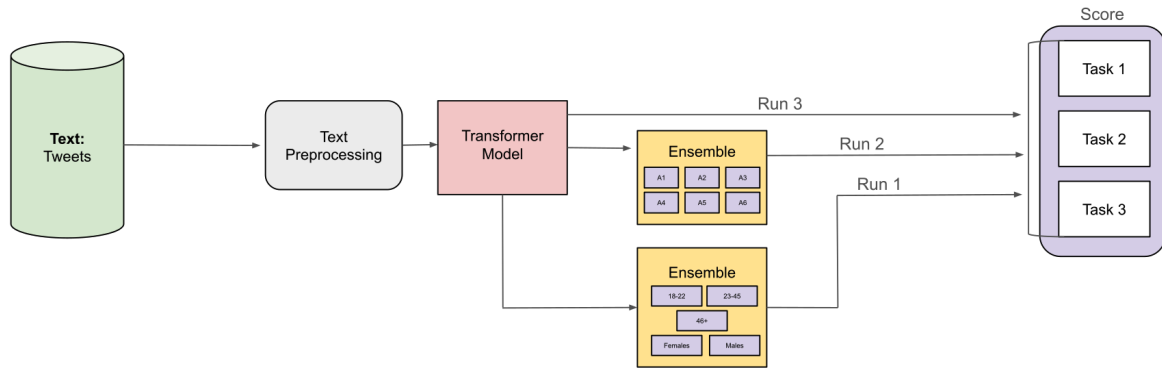 Text:
Tweets
Text
Preprocessing
Transformer
Model
Run 3
Run 2
Run 1
Ensemble
A1 A2 A3
A4 A5 A6
Ensemble
18-22 23-45
46+
Females Males
Score
Task 1
Task 2
Task 3